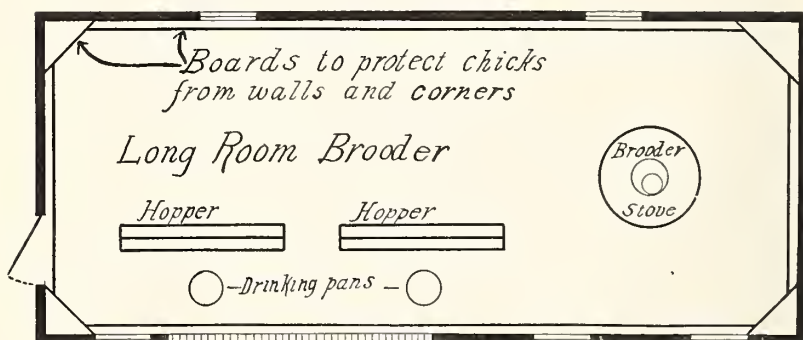 Boards to protect chicks
from walls and corners
Long Room Brooder
Brooder
Stove
Hopper
Hopper
Drinking pans